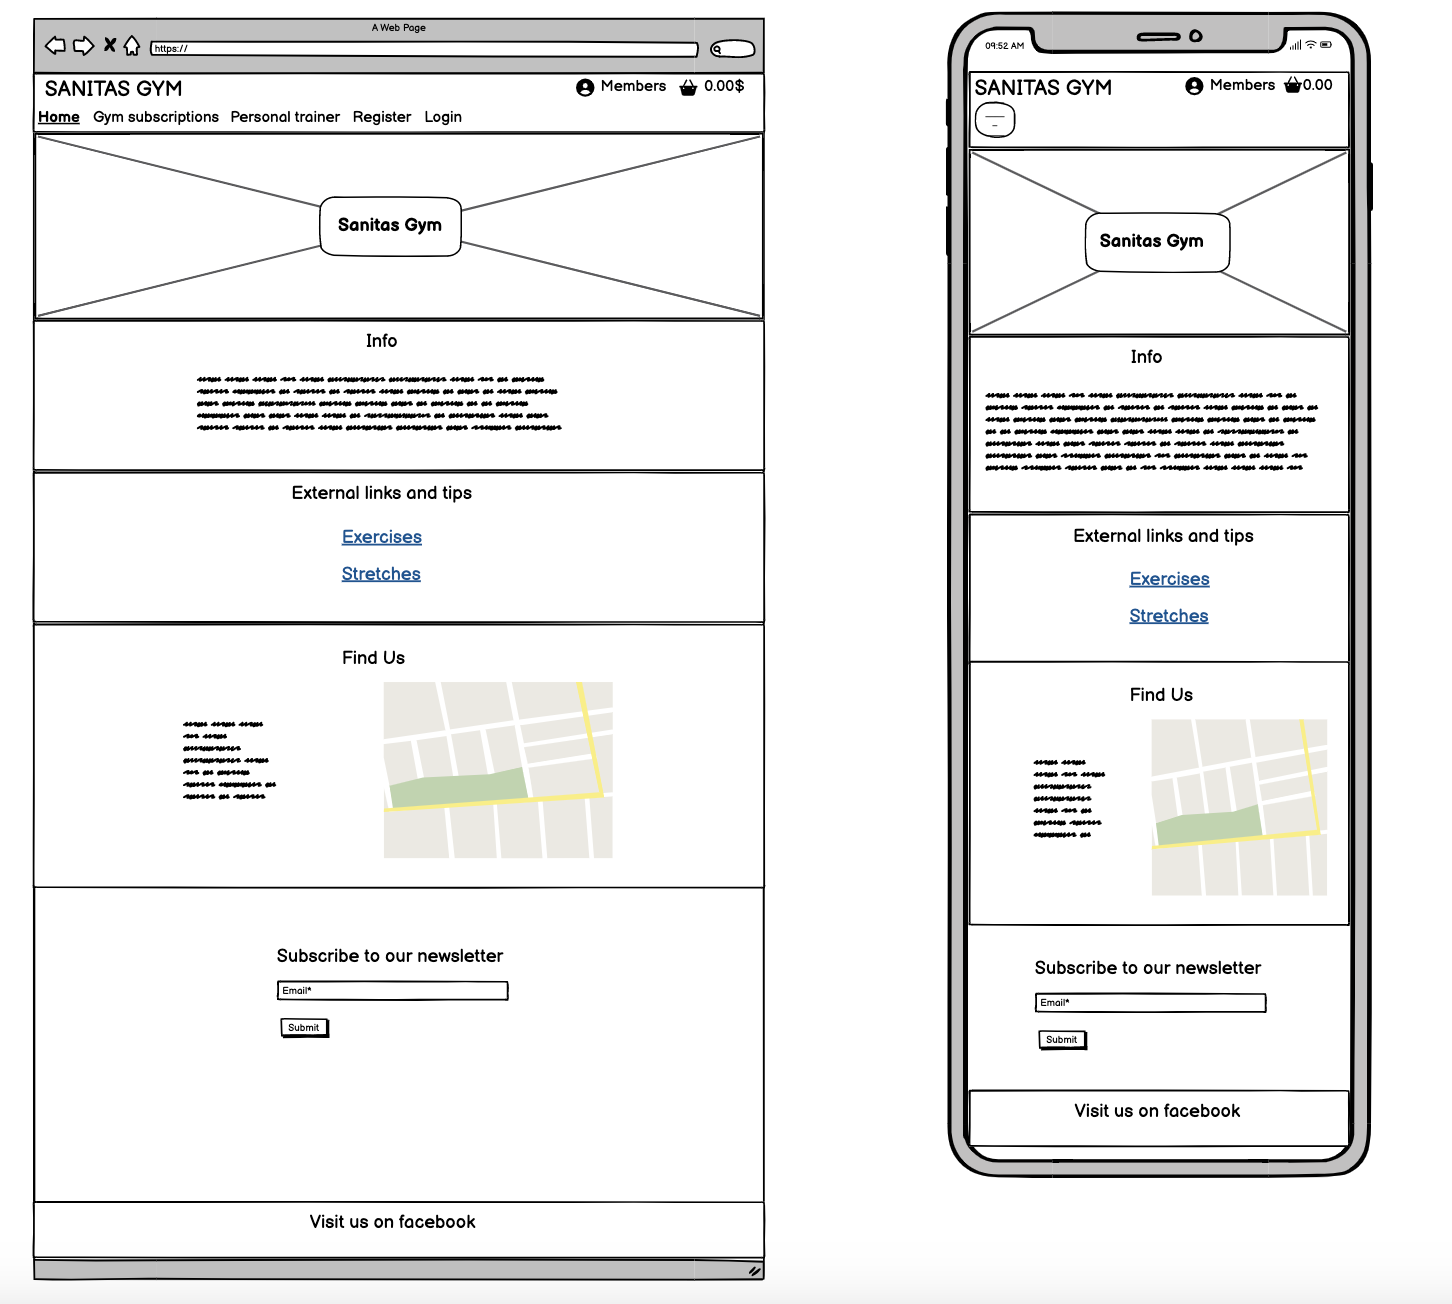 A Web Page
https://
SANITAS GYM
Members 0.00$
Home Gym subscriptions Personal trainer Register Login
Sanitas Gym
Info
External links and tips
Exercises
Stretches
Find Us
Subscribe to our newsletter
Email*
Submit
Visit us on facebook
09:52 AM
SANITAS GYM
Members 0.00
Sanitas Gym
Info
External links and tips
Exercises
Stretches
Find Us
Subscribe to our newsletter
Email*
Submit
Visit us on facebook